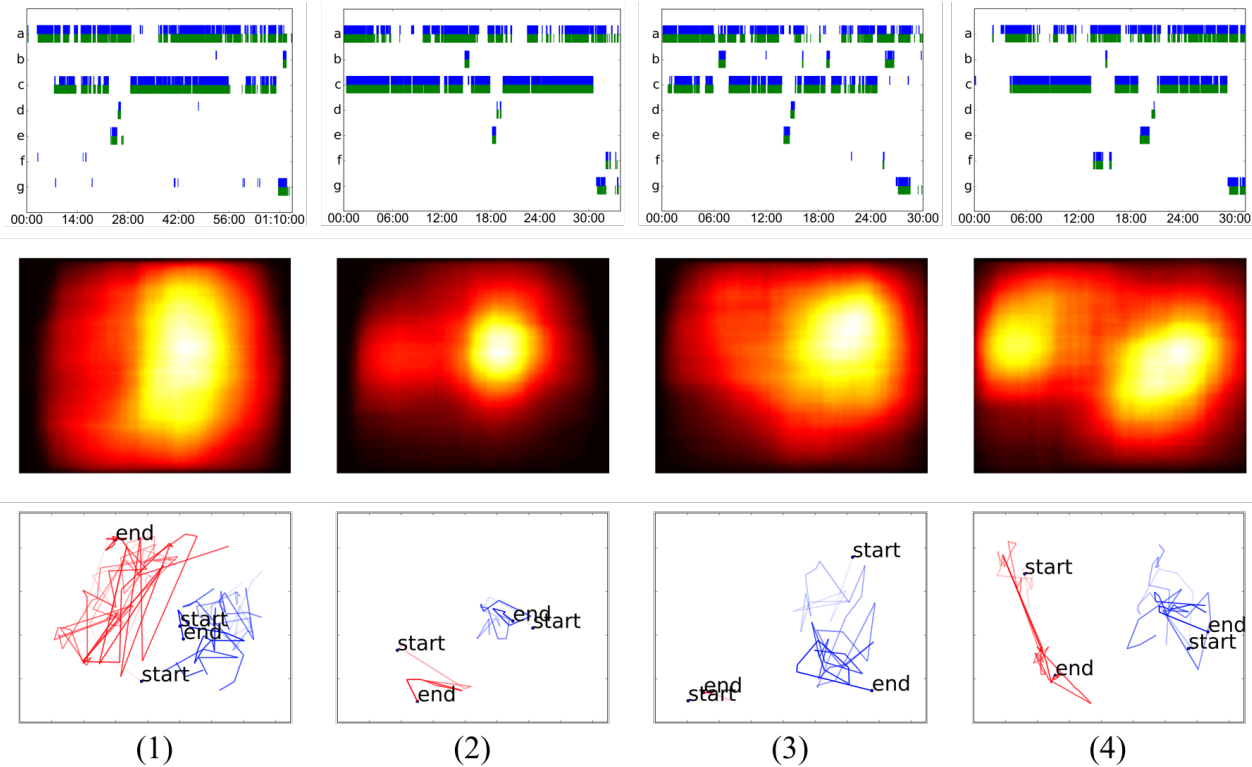 a
b
c
d
e
f
g
00:00 14:00 28:00 42:00 56:00 01:10:00
a
b
c
d
e
f
g
00:00 06:00 12:00 18:00 24:00 30:00
a
b
c
d
e
f
g
00:00 06:00 12:00 18:00 24:00 30:00
a
b
c
d
e
f
g
00:00 06:00 12:00 18:00 24:00 30:00
end
start
end
start
end
start
start
end
start
end
start
end
start
end
end
start
(1) (2) (3) (4)